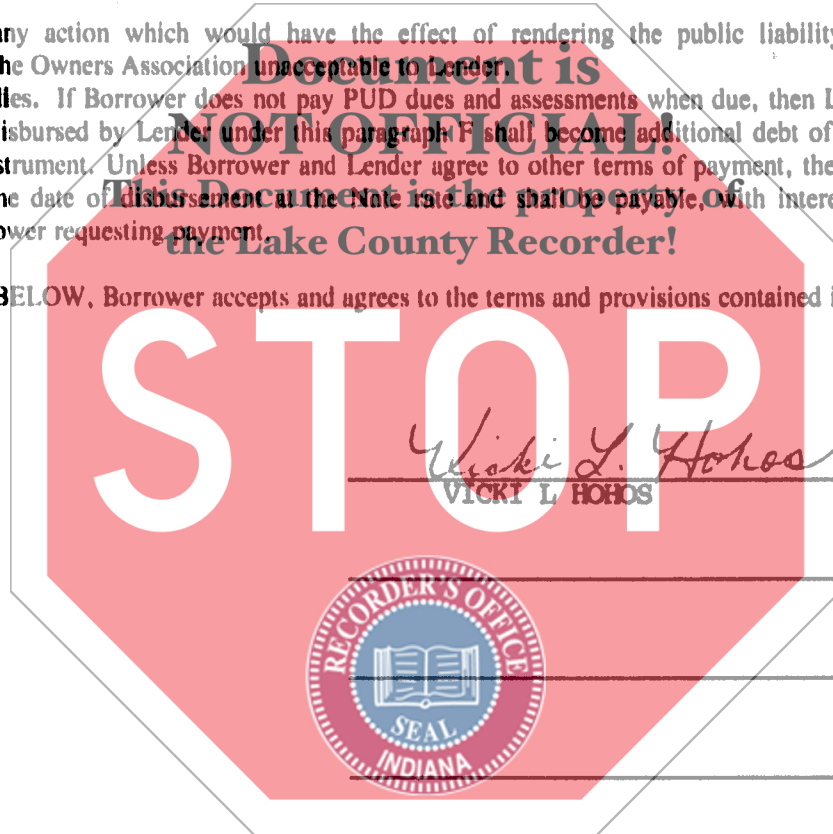 any action which would have the effect of rendering the public liability
he Owners Association unacceptable to Lender.
Document is
dies. If Borrower does not pay PUD dues and assessments when due, then L
isbursed by Lender under this paragraph F shall become additional debt of
NOT OFFICIAL!
strument. Unless Borrower and Lender agree to other terms of payment, the
he date of disbursement at the Note rate and shall be payable, with intere
This Document is the property of
ower requesting payment.
the Lake County Recorder!
BELOW, Borrower accepts and agrees to the terms and provisions contained i
STOP
Vicki L. Hohos
VICKI L HOHOS
RECORDER'S OFFICE
SEAL
INDIANA